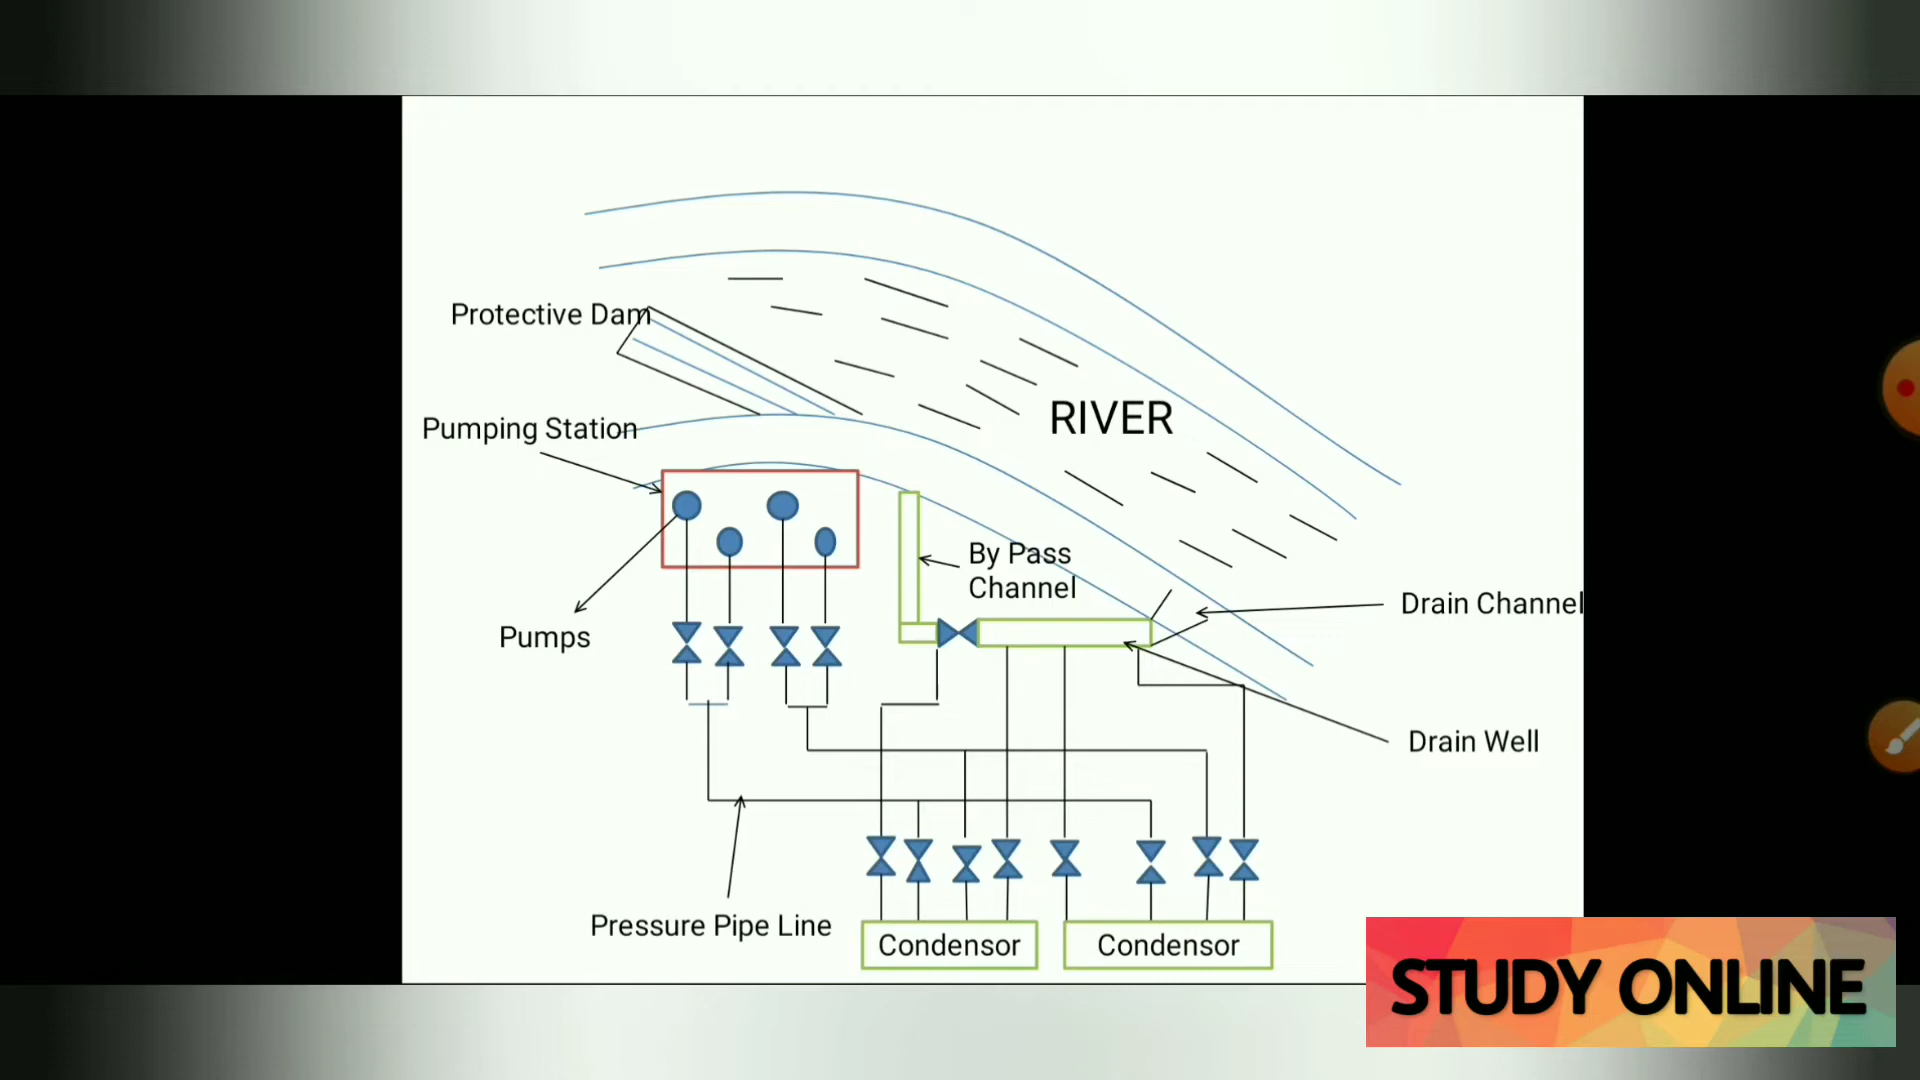 Protective Dam
RIVER
Pumping Station
By Pass
Channel
Drain Channel
Pumps
Drain Well
Pressure Pipe Line
Condensor
Condensor
STUDY ONLINE